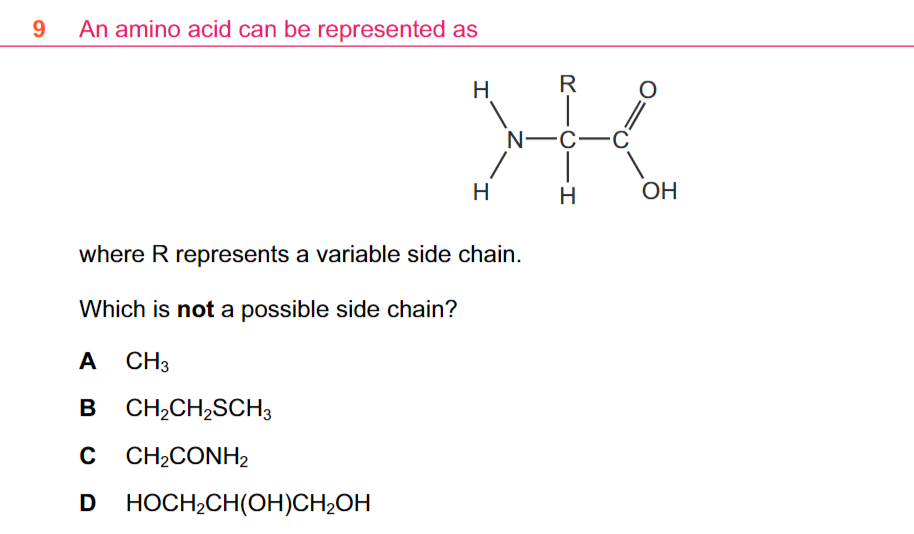 9 An amino acid can be represented as
H R O
N C C
H H OH
where R represents a variable side chain.
Which is not a possible side chain?
A CH₃
B CH₂CH₂SCH₃
C CH₂CONH₂
D HOCH₂CH(OH)CH₂OH